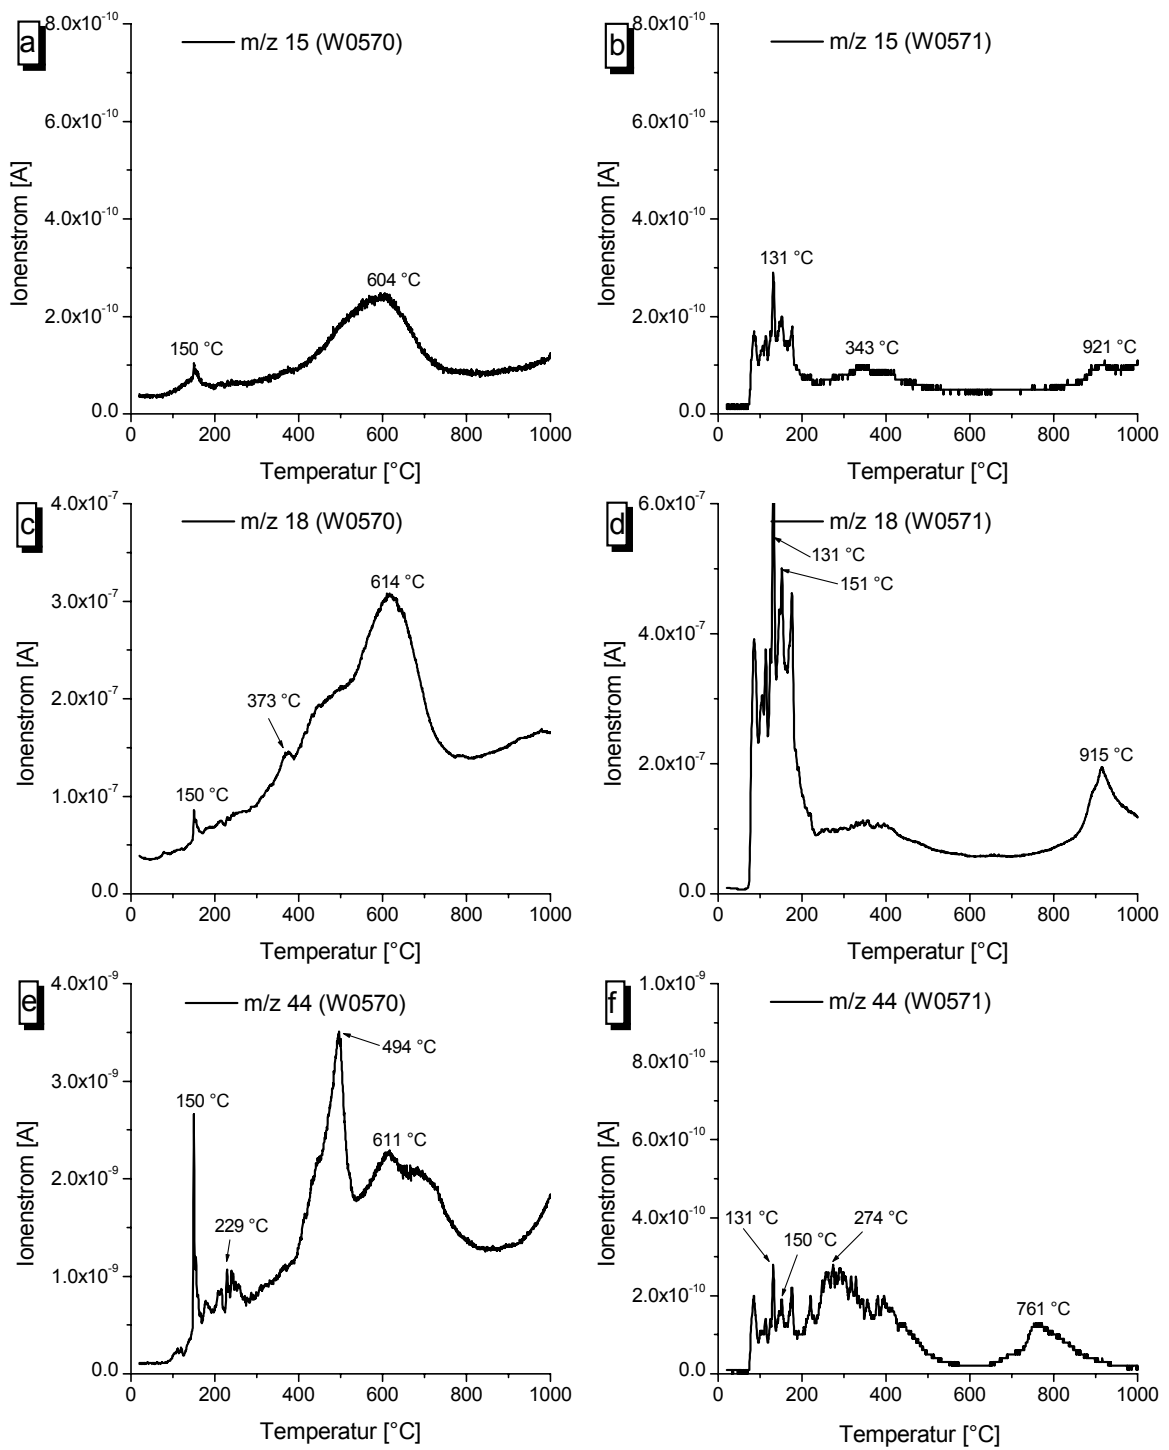 a
8.0x10-10
6.0x10-10
4.0x10-10
2.0x10-10
0.0
Ionenstrom [A]
m/z 15 (W0570)
150 °C
604 °C
0 200 400 600 800 1000
Temperatur [°C]
b
8.0x10-10
6.0x10-10
4.0x10-10
2.0x10-10
0.0
Ionenstrom [A]
m/z 15 (W0571)
131 °C
343 °C
921 °C
0 200 400 600 800 1000
Temperatur [°C]
c
4.0x10-7
3.0x10-7
2.0x10-7
1.0x10-7
0.0
Ionenstrom [A]
m/z 18 (W0570)
614 °C
373 °C
150 °C
0 200 400 600 800 1000
Temperatur [°C]
d
6.0x10-7
4.0x10-7
2.0x10-7
0.0
Ionenstrom [A]
m/z 18 (W0571)
131 °C
151 °C
915 °C
0 200 400 600 800 1000
Temperatur [°C]
e
4.0x10-9
3.0x10-9
2.0x10-9
1.0x10-9
0.0
Ionenstrom [A]
m/z 44 (W0570)
494 °C
150 °C
611 °C
229 °C
0 200 400 600 800 1000
Temperatur [°C]
f
1.0x10-9
8.0x10-10
6.0x10-10
4.0x10-10
2.0x10-10
0.0
Ionenstrom [A]
m/z 44 (W0571)
131 °C
274 °C
150 °C
761 °C
0 200 400 600 800 1000
Temperatur [°C]